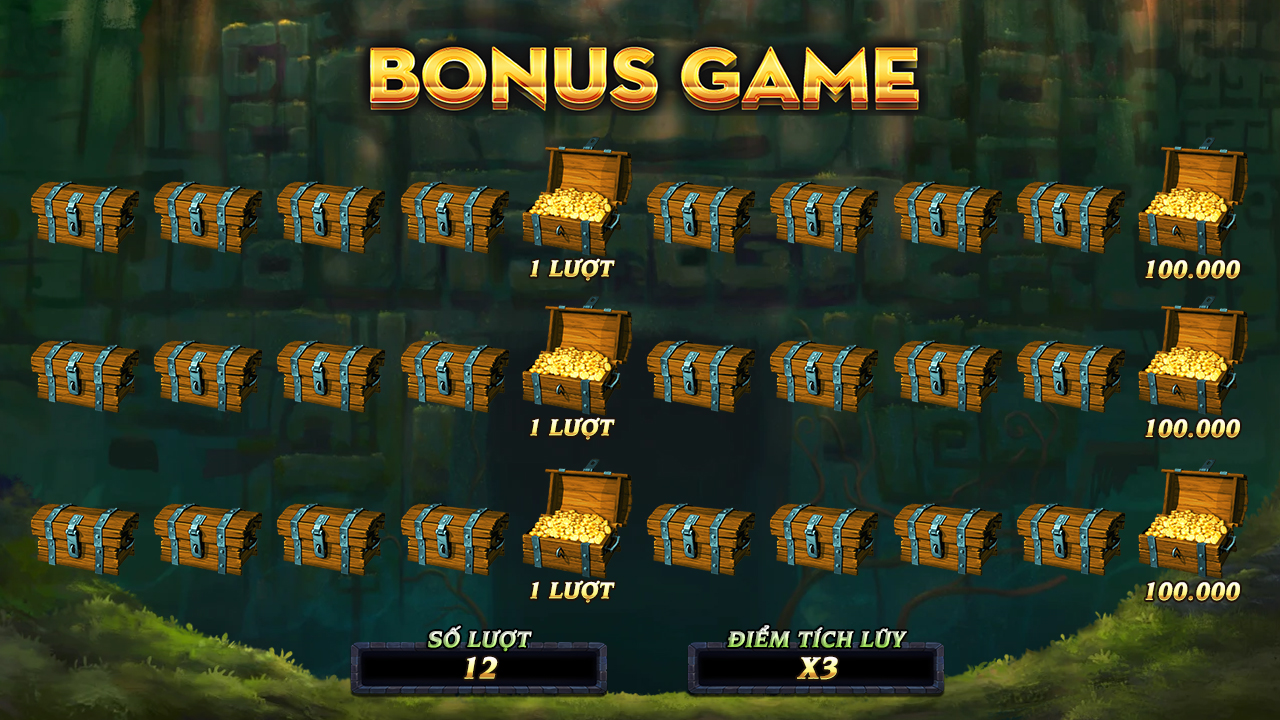 BONUS GAME
1 LƯỢT
100.000
1 LƯỢT
100.000
1 LƯỢT
100.000
SỐ LƯỢT
12
ĐIỂM TÍCH LŨY
X3